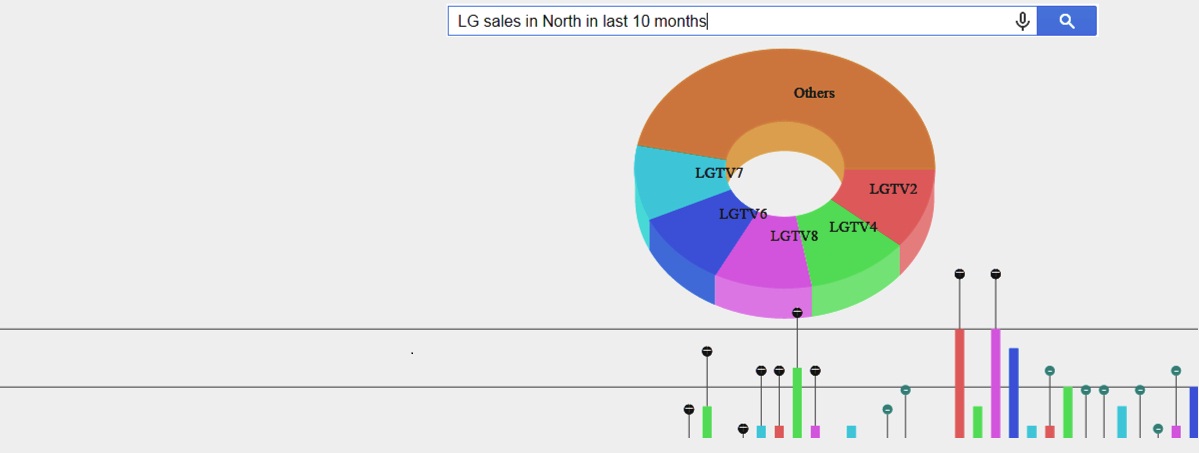 LG sales in North in last 10 months
Others
LGTV7
LGTV2
LGTV6
LGTV4
LGTV8